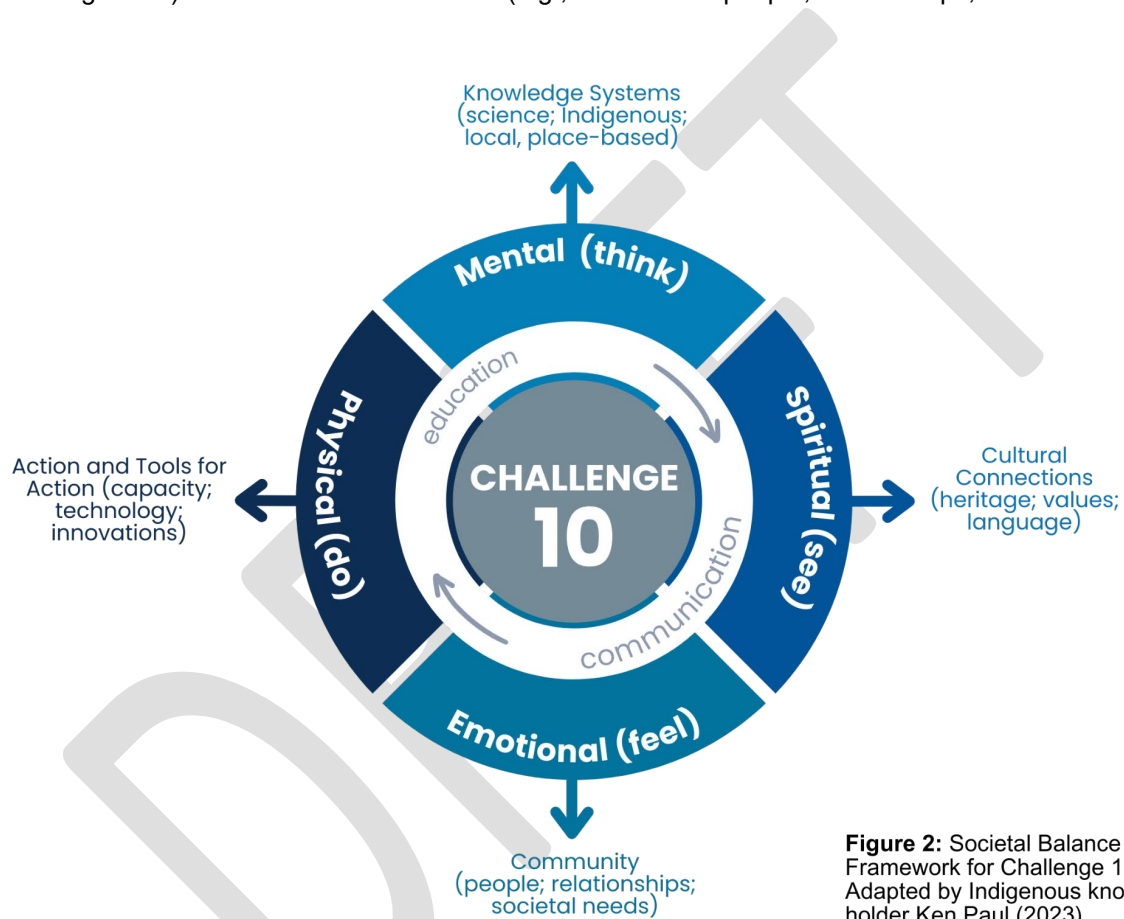 Knowledge Systems
(science; Indigenous;
local, place-based)
Mental (think)
education
Physical (do)
Spiritual (see)
CHALLENGE
10
communication
Action and Tools for
Action (capacity;
technology;
innovations)
Cultural
Connections
(heritage; values;
language)
Emotional (feel)
Community
(people; relationships;
societal needs)
Figure 2: Societal Balance
Framework for Challenge 1
Adapted by Indigenous kno
holder Ken Paul (2023)
DRAFT